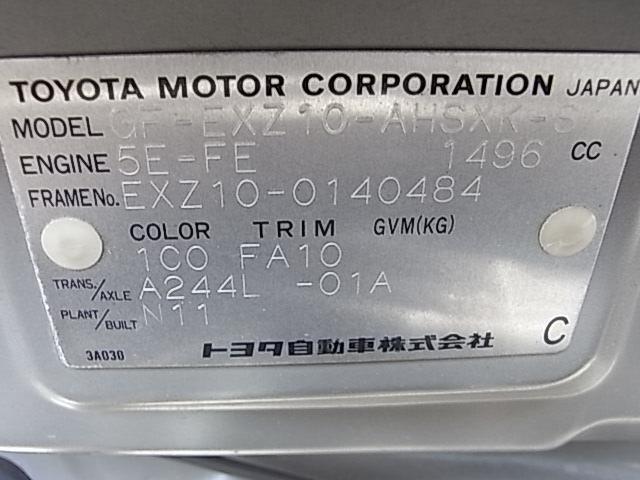 TOYOTA MOTOR CORPORATION JAPAN
MODEL GF-EXZ10-AHSXK-S
ENGINE 5E-FE 1496 CC
FRAME No. EXZ10-0140484
COLOR TRIM GVM(KG)
1C0 FA10
TRANS./AXLE A244L -01A
PLANT/BUILT N11
トヨタ自動車株式会社 C
3A030